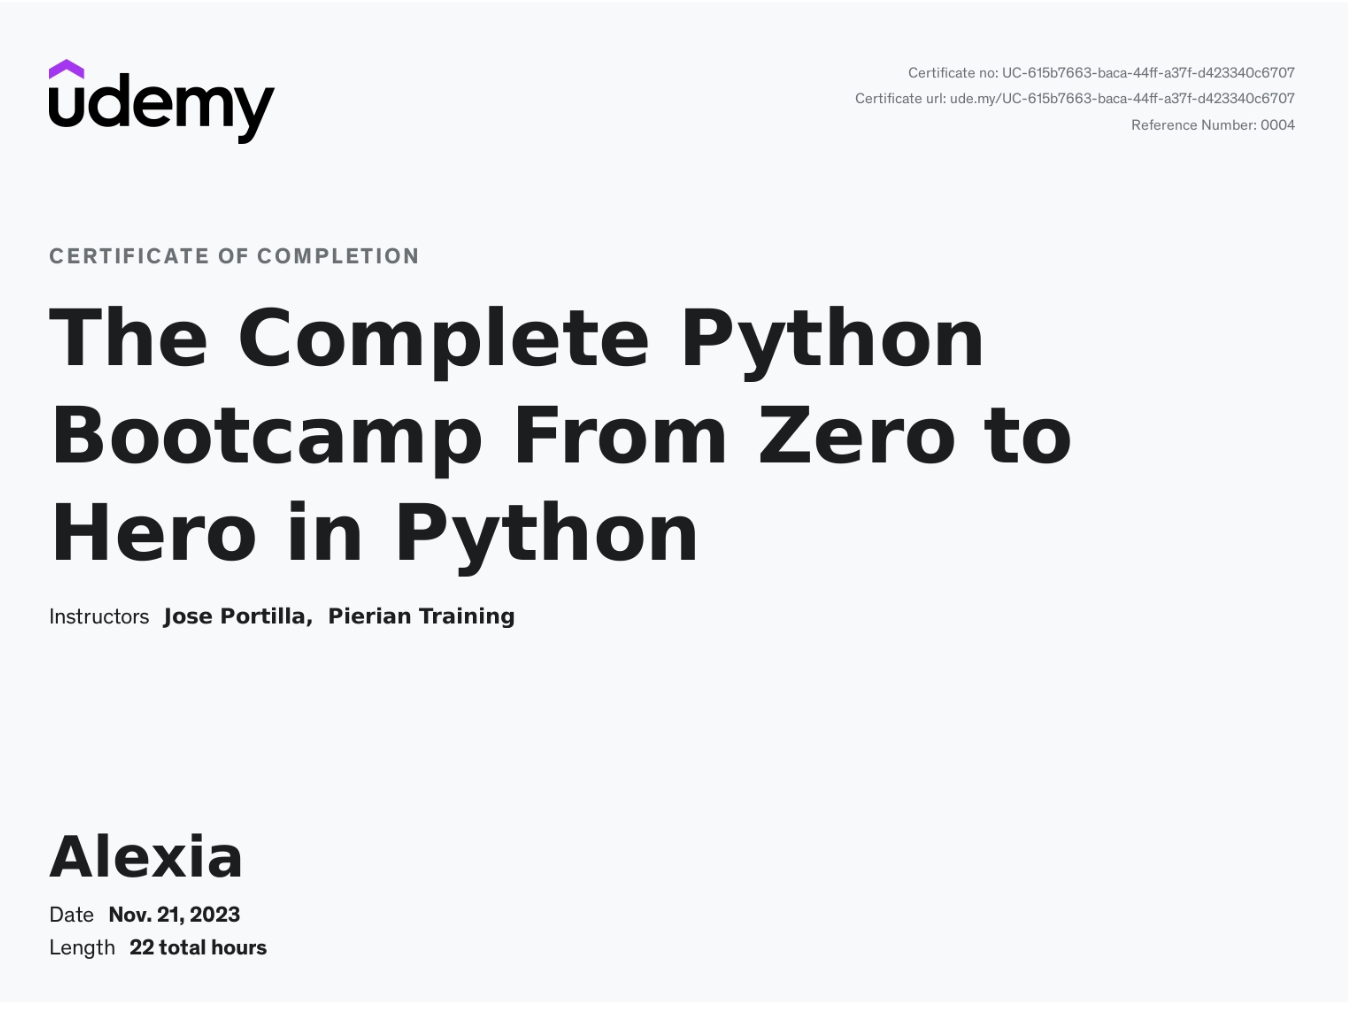 udemy
Certificate no: UC-615b7663-baca-44ff-a37f-d423340c6707
Certificate url: ude.my/UC-615b7663-baca-44ff-a37f-d423340c6707
Reference Number: 0004
CERTIFICATE OF COMPLETION
The Complete Python
Bootcamp From Zero to
Hero in Python
Instructors Jose Portilla, Pierian Training
Alexia
Date Nov. 21, 2023
Length 22 total hours